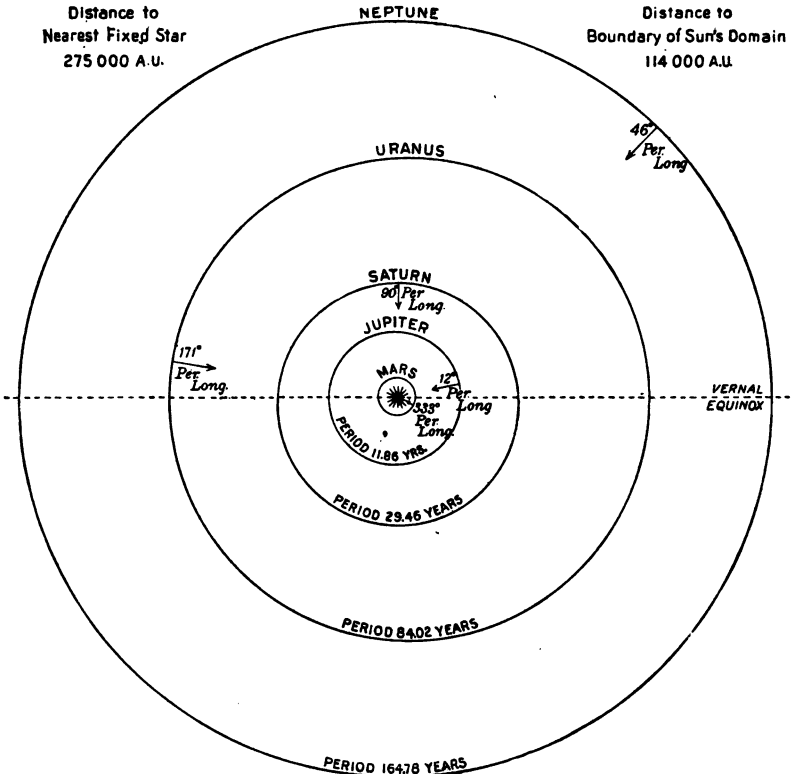 Distance to
Nearest Fixed Star
275 000 A.U.
NEPTUNE
Distance to
Boundary of Sun's Domain
114 000 A.U.
46°
Per.
Long
URANUS
SATURN
90° Per
Long.
JUPITER
171°
Per.
Long.
MARS
12°
Per.
Long
VERNAL
EQUINOX
333°
Per.
Long.
PERIOD 11.86 YRS.
PERIOD 29.46 YEARS
PERIOD 84.02 YEARS
PERIOD 164.78 YEARS